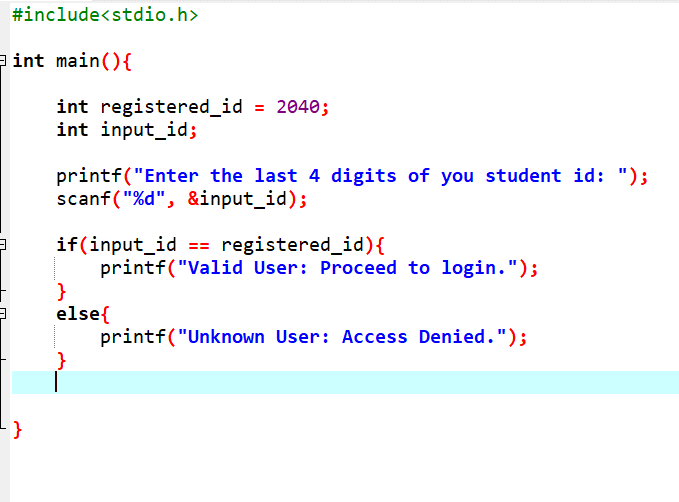 #include<stdio.h>
int main(){
int registered_id = 2040;
int input_id;
printf("Enter the last 4 digits of you student id: ");
scanf("%d", &input_id);
if(input_id == registered_id){
printf("Valid User: Proceed to login.");
}
else{
printf("Unknown User: Access Denied.");
}
}